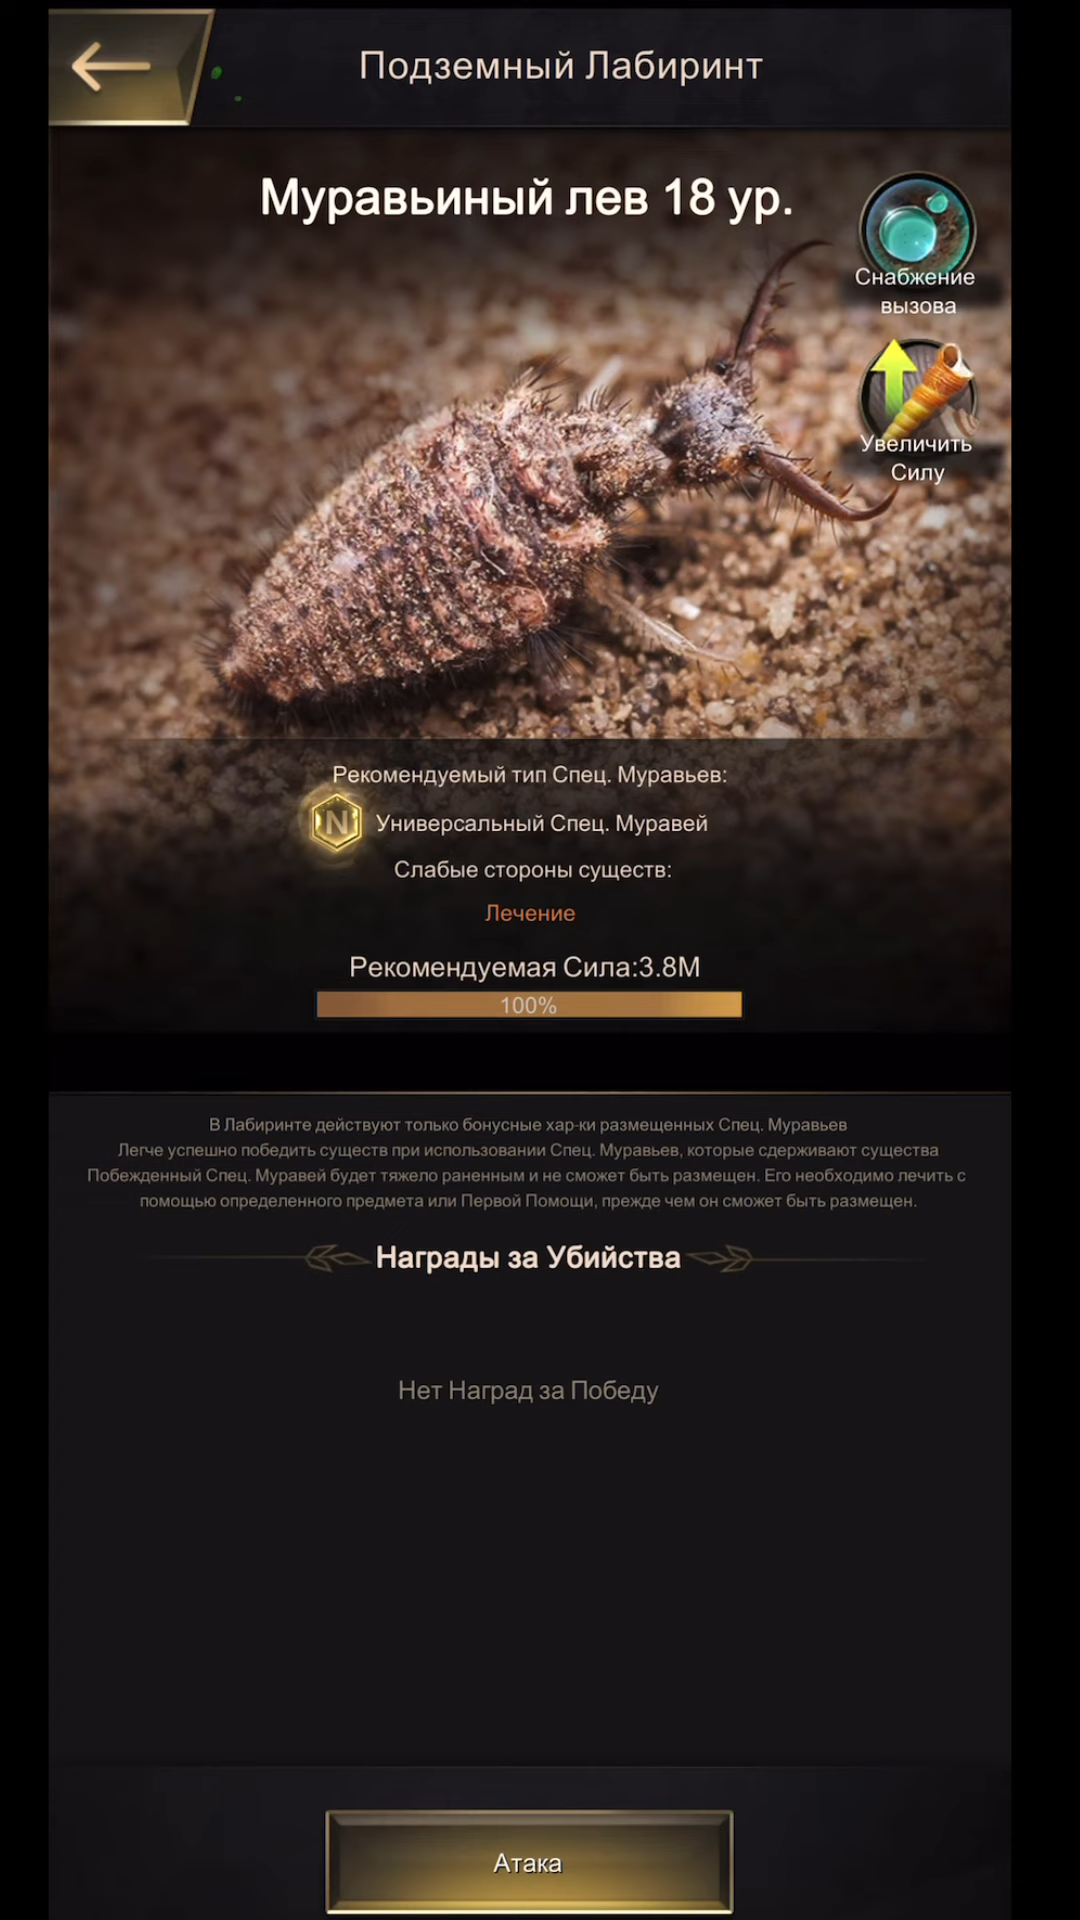 Подземный Лабиринт
Муравьиный лев 18 ур.
Снабжение
вызова
Увеличить
Силу
Рекомендуемый тип Спец. Муравьев:
N Универсальный Спец. Муравей
Слабые стороны существ:
Лечение
Рекомендуемая Сила:3.8M
100%
В Лабиринте действуют только бонусные хар-ки размещенных Спец. Муравьев
Легче успешно победить существ при использовании Спец. Муравьев, которые сдерживают существа
Побежденный Спец. Муравей будет тяжело раненным и не сможет быть размещен. Его необходимо лечить с
помощью определенного предмета или Первой Помощи, прежде чем он сможет быть размещен.
Награды за Убийства
Нет Наград за Победу
Атака